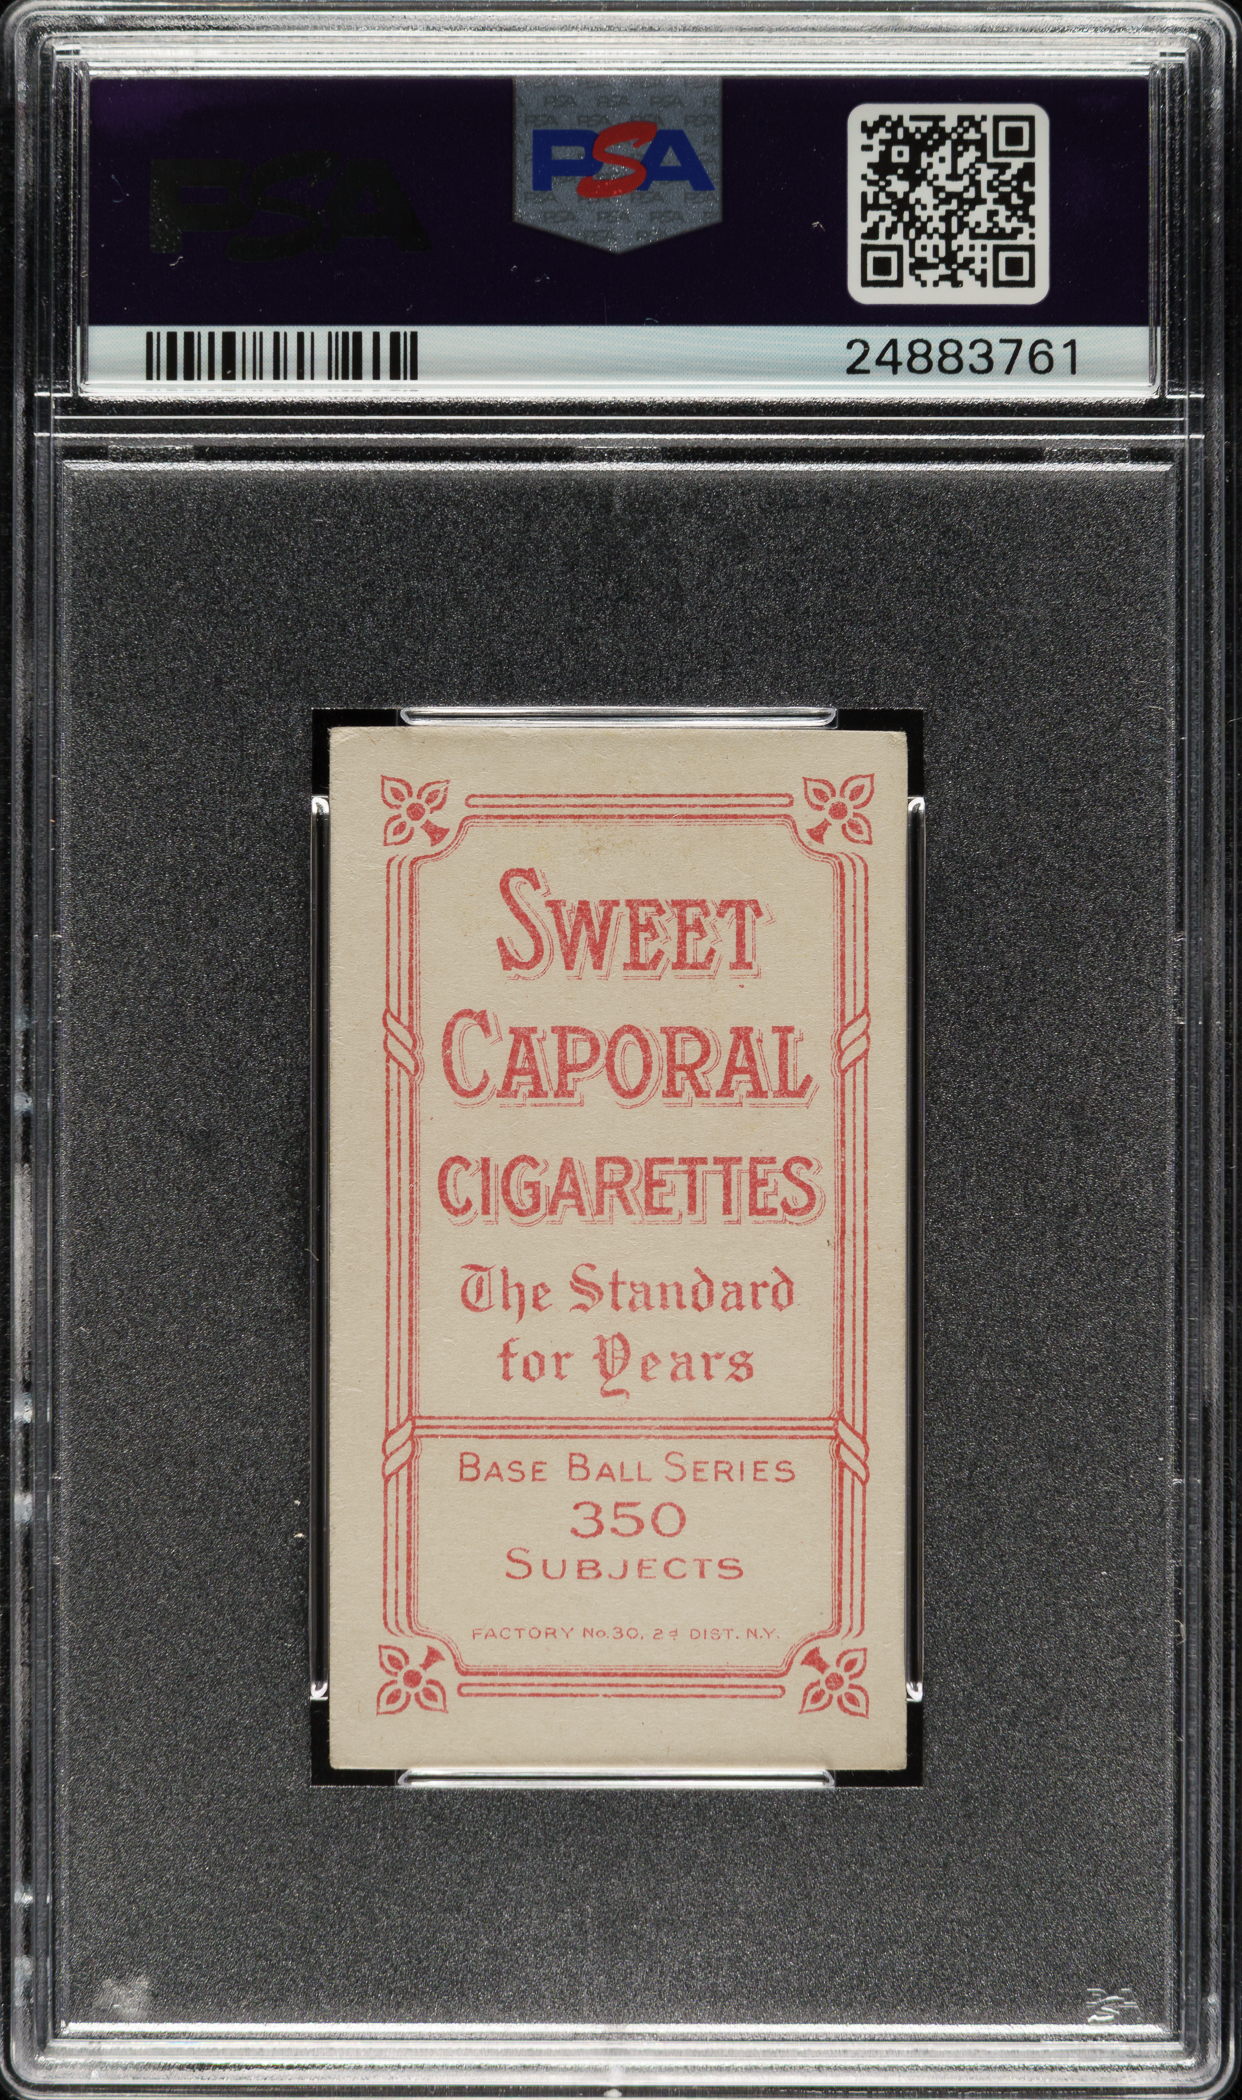 PSA
PSA
24883761
SWEET
CAPORAL
CIGARETTES
The Standard
for Years
BASE BALL SERIES
350
SUBJECTS
FACTORY No. 30, 2d DIST. N.Y.
PSA